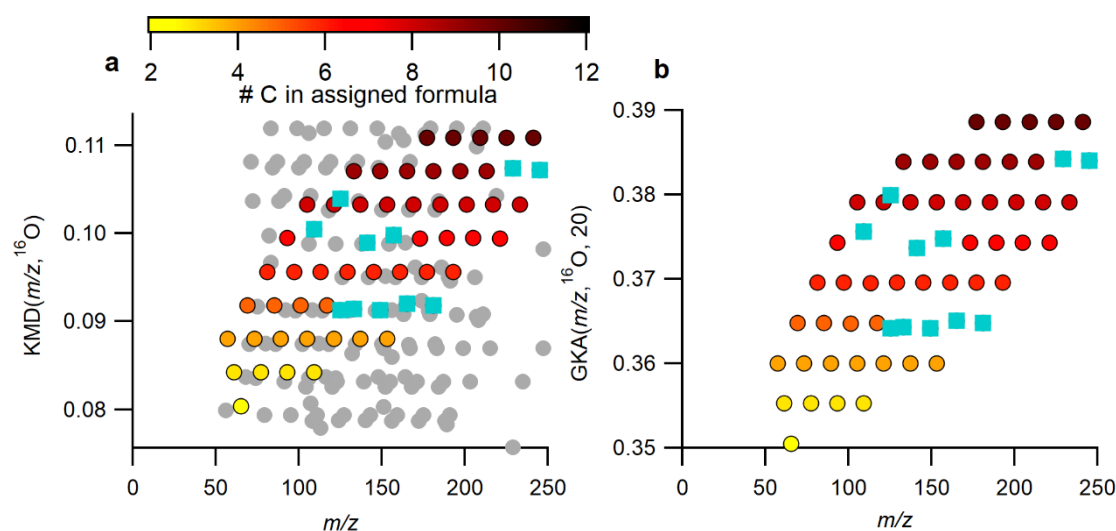 a
2 4 6 8 10 12
# C in assigned formula
KMD(m/z,¹⁶O)
0.11
0.10
0.09
0.08
0 50 100 150 200 250
m/z
b
GKA(m/z,¹⁶O, 20)
0.39
0.38
0.37
0.36
0.35
0 50 100 150 200 250
m/z